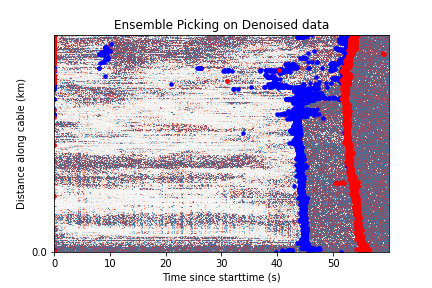 Ensemble Picking on Denoised data
Distance along cable (km)
0.0
0 10 20 30 40 50
Time since starttime (s)